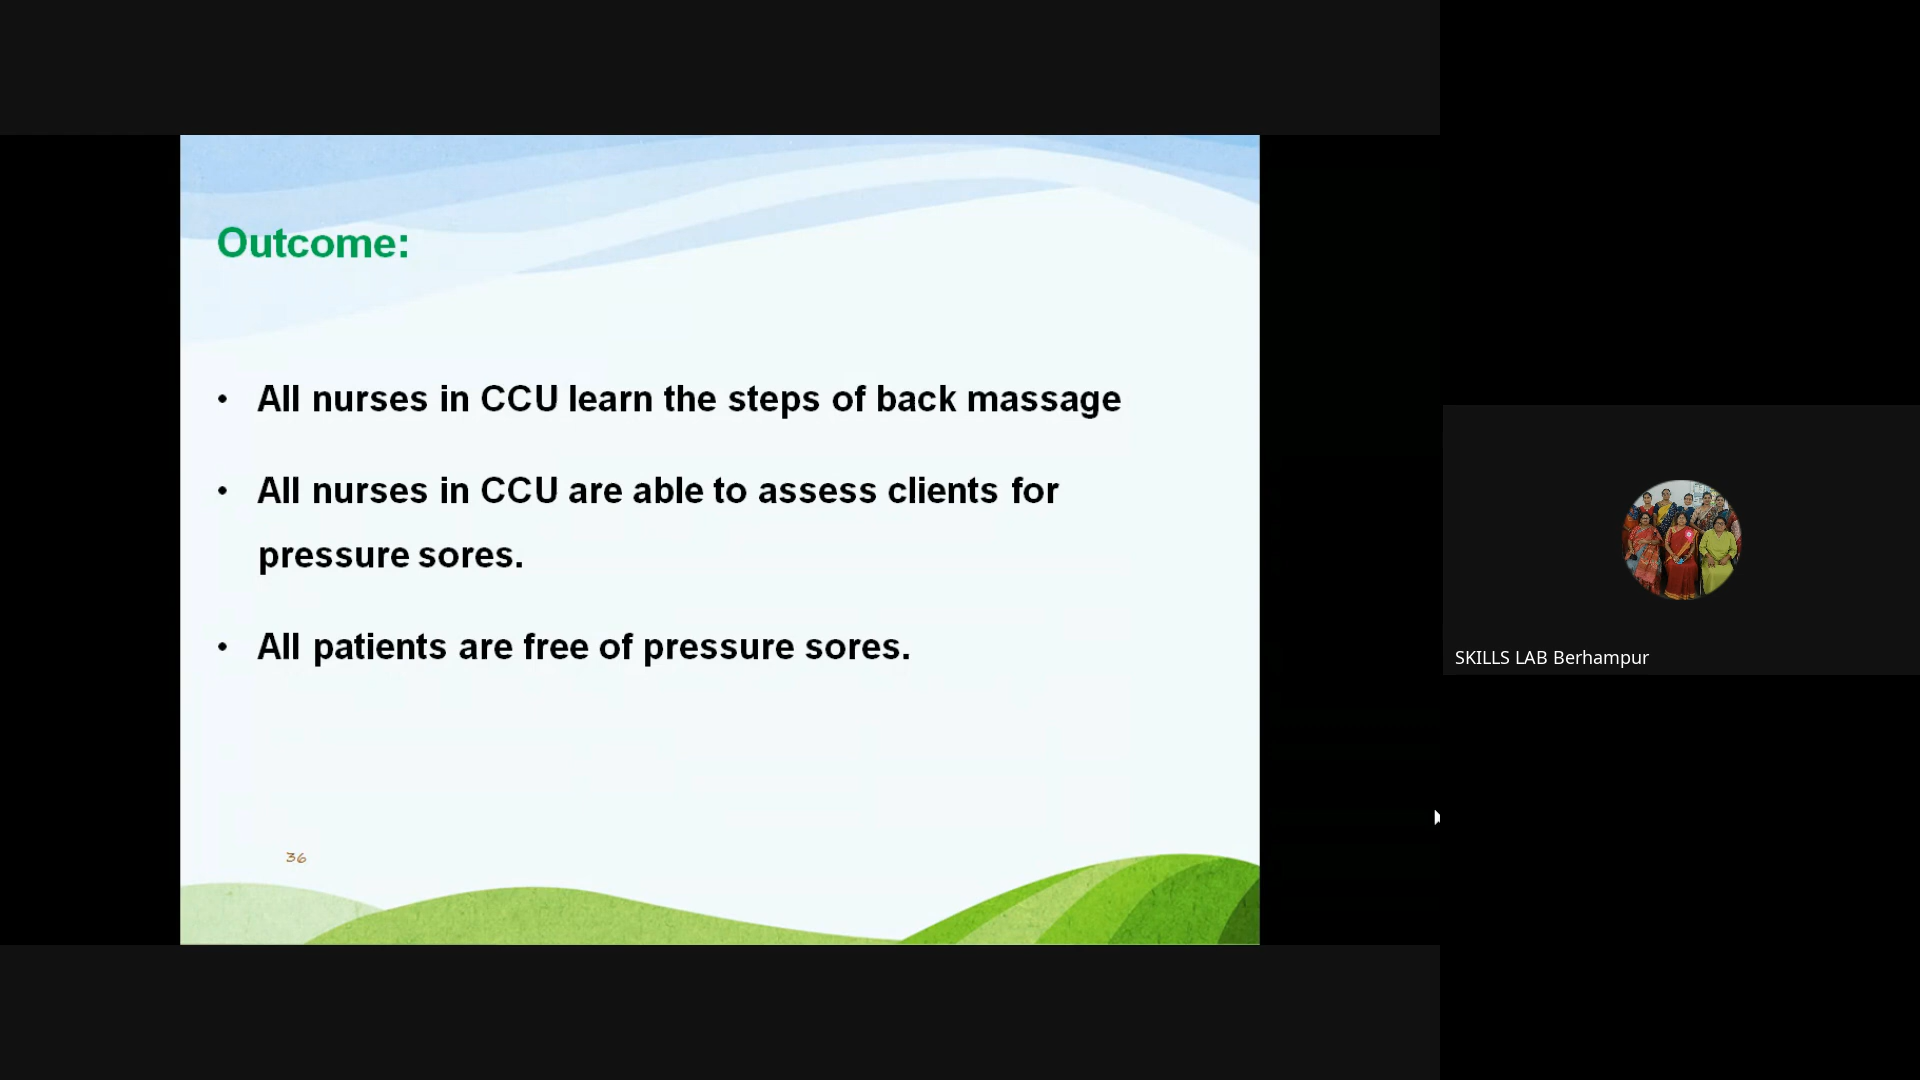 Outcome:
• All nurses in CCU learn the steps of back massage
• All nurses in CCU are able to assess clients for
pressure sores.
• All patients are free of pressure sores.
36
SKILLS LAB Berhampur